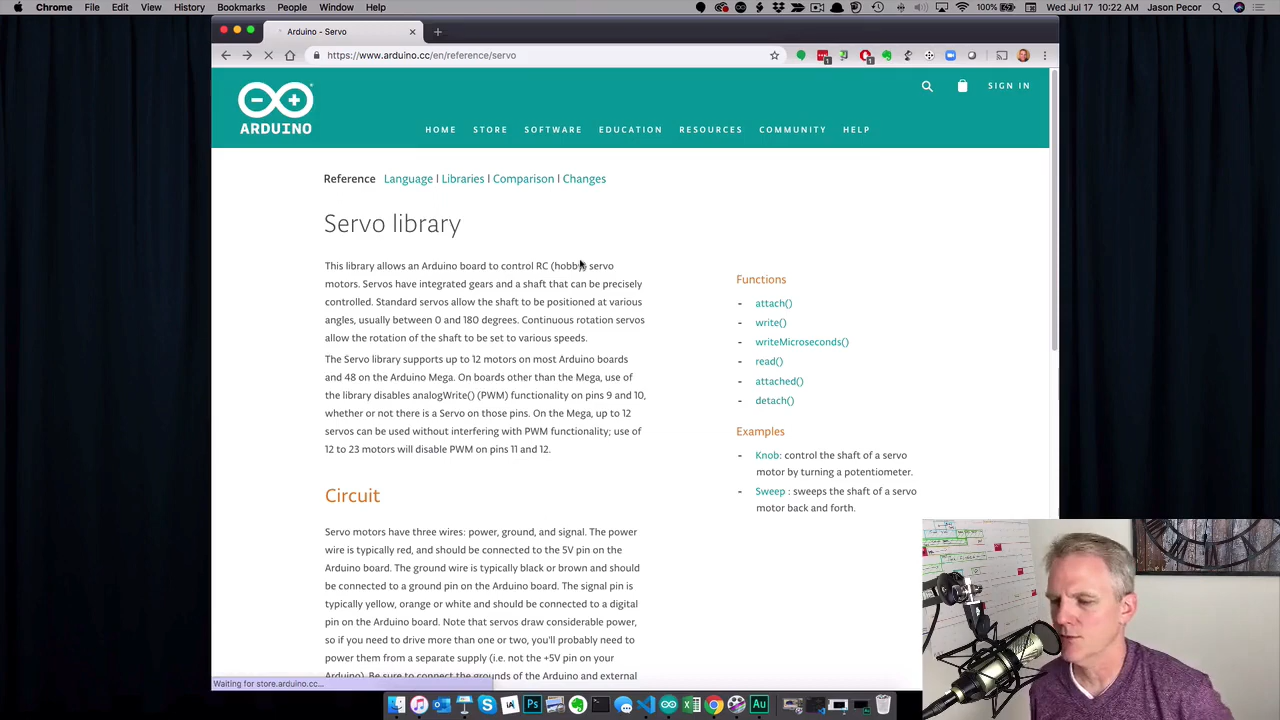 Chrome File Edit View History Bookmarks People Window Help
100% Wed Jul 17 10:22 AM Jason Pecor
Arduino - Servo
https://www.arduino.cc/en/reference/servo
ARDUINO
SIGN IN
HOME STORE SOFTWARE EDUCATION RESOURCES COMMUNITY HELP
Reference Language | Libraries | Comparison | Changes
Servo library
This library allows an Arduino board to control RC (hobby) servo
motors. Servos have integrated gears and a shaft that can be precisely
controlled. Standard servos allow the shaft to be positioned at various
angles, usually between 0 and 180 degrees. Continuous rotation servos
allow the rotation of the shaft to be set to various speeds.
The Servo library supports up to 12 motors on most Arduino boards
and 48 on the Arduino Mega. On boards other than the Mega, use of
the library disables analogWrite() (PWM) functionality on pins 9 and 10,
whether or not there is a Servo on those pins. On the Mega, up to 12
servos can be used without interfering with PWM functionality; use of
12 to 23 motors will disable PWM on pins 11 and 12.
Circuit
Servo motors have three wires: power, ground, and signal. The power
wire is typically red, and should be connected to the 5V pin on the
Arduino board. The ground wire is typically black or brown and should
be connected to a ground pin on the Arduino board. The signal pin is
typically yellow, orange or white and should be connected to a digital
pin on the Arduino board. Note that servos draw considerable power,
so if you need to drive more than one or two, you'll probably need to
power them from a separate supply (i.e. not the +5V pin on your
Arduino). Be sure to connect the grounds of the Arduino and external
Functions
- attach()
- write()
- writeMicroseconds()
- read()
- attached()
- detach()
Examples
- Knob: control the shaft of a servo
motor by turning a potentiometer.
- Sweep : sweeps the shaft of a servo
motor back and forth.
Waiting for store.arduino.cc...
Ps
Au